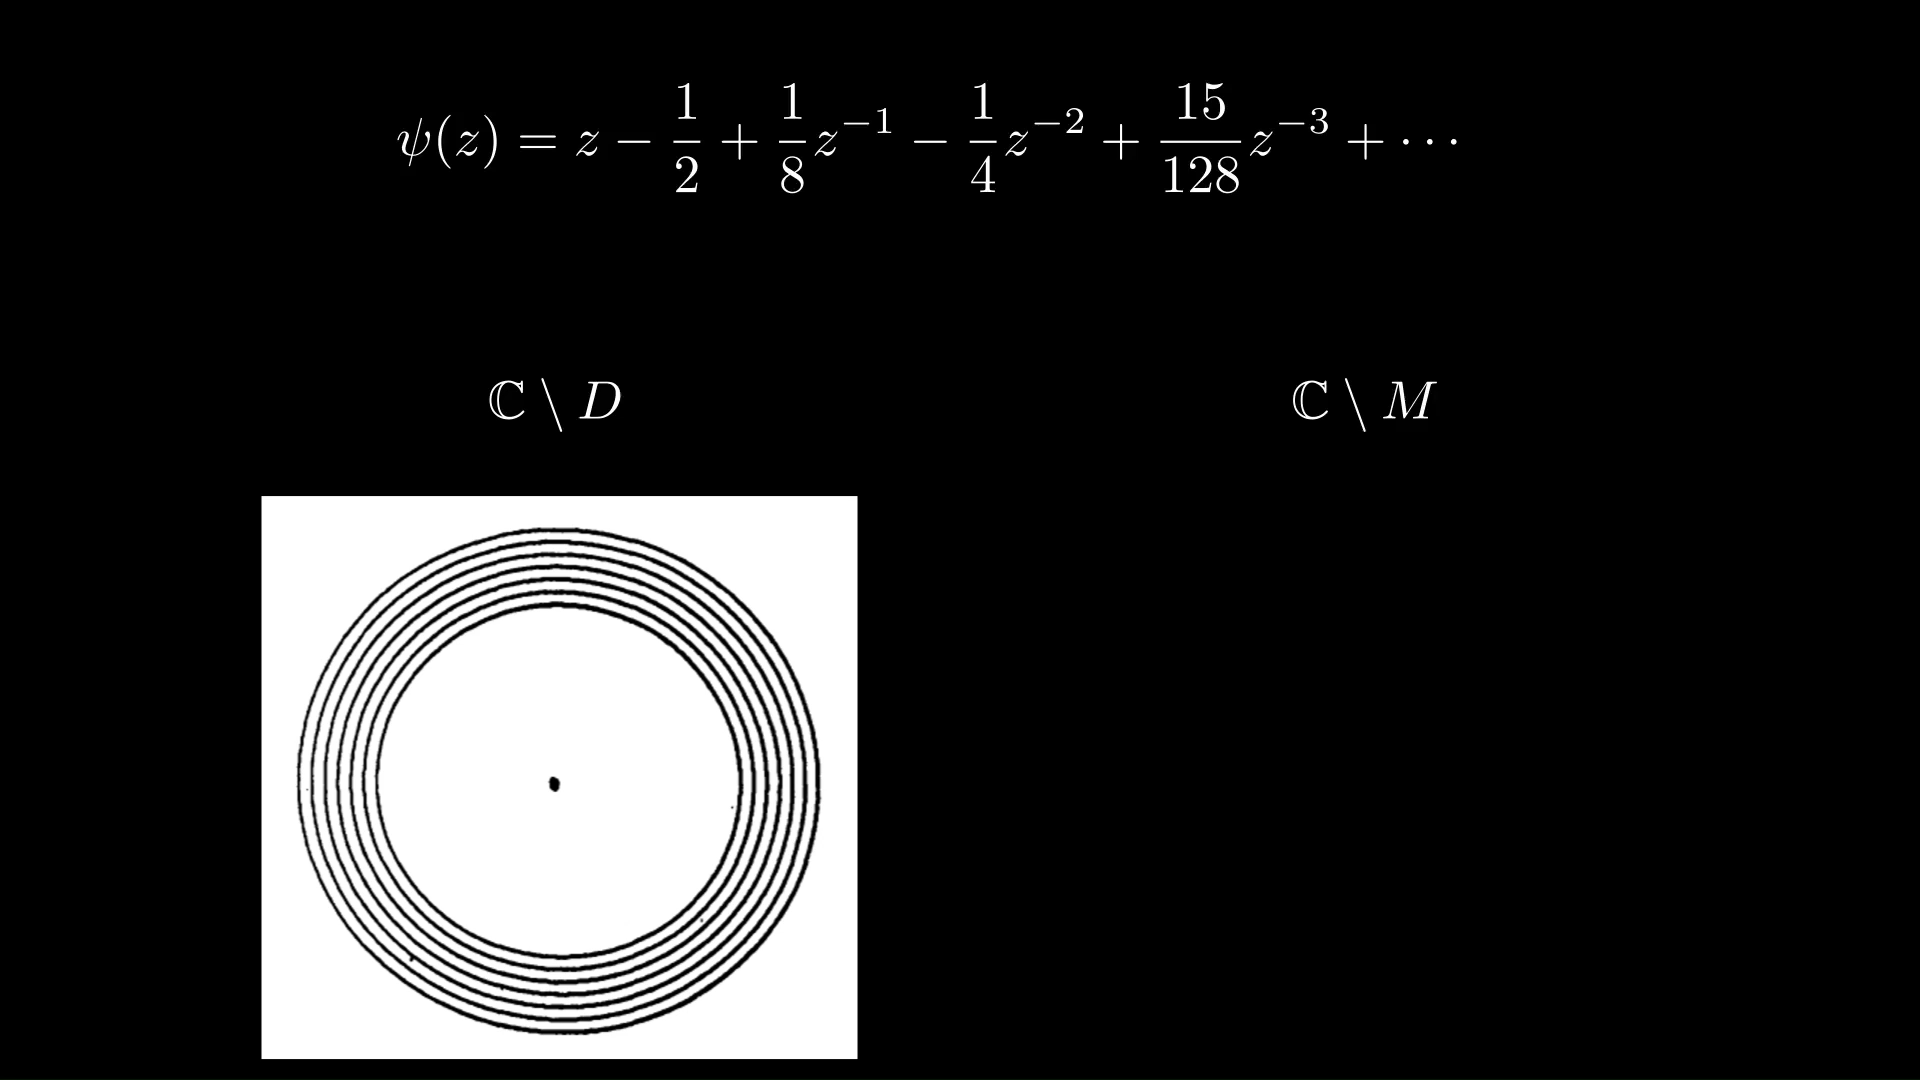 ψ(z) = z − 1/2 + 1/8 z⁻¹ − 1/4 z⁻² + 15/128 z⁻³ + ⋯
ℂ \ D
ℂ \ M